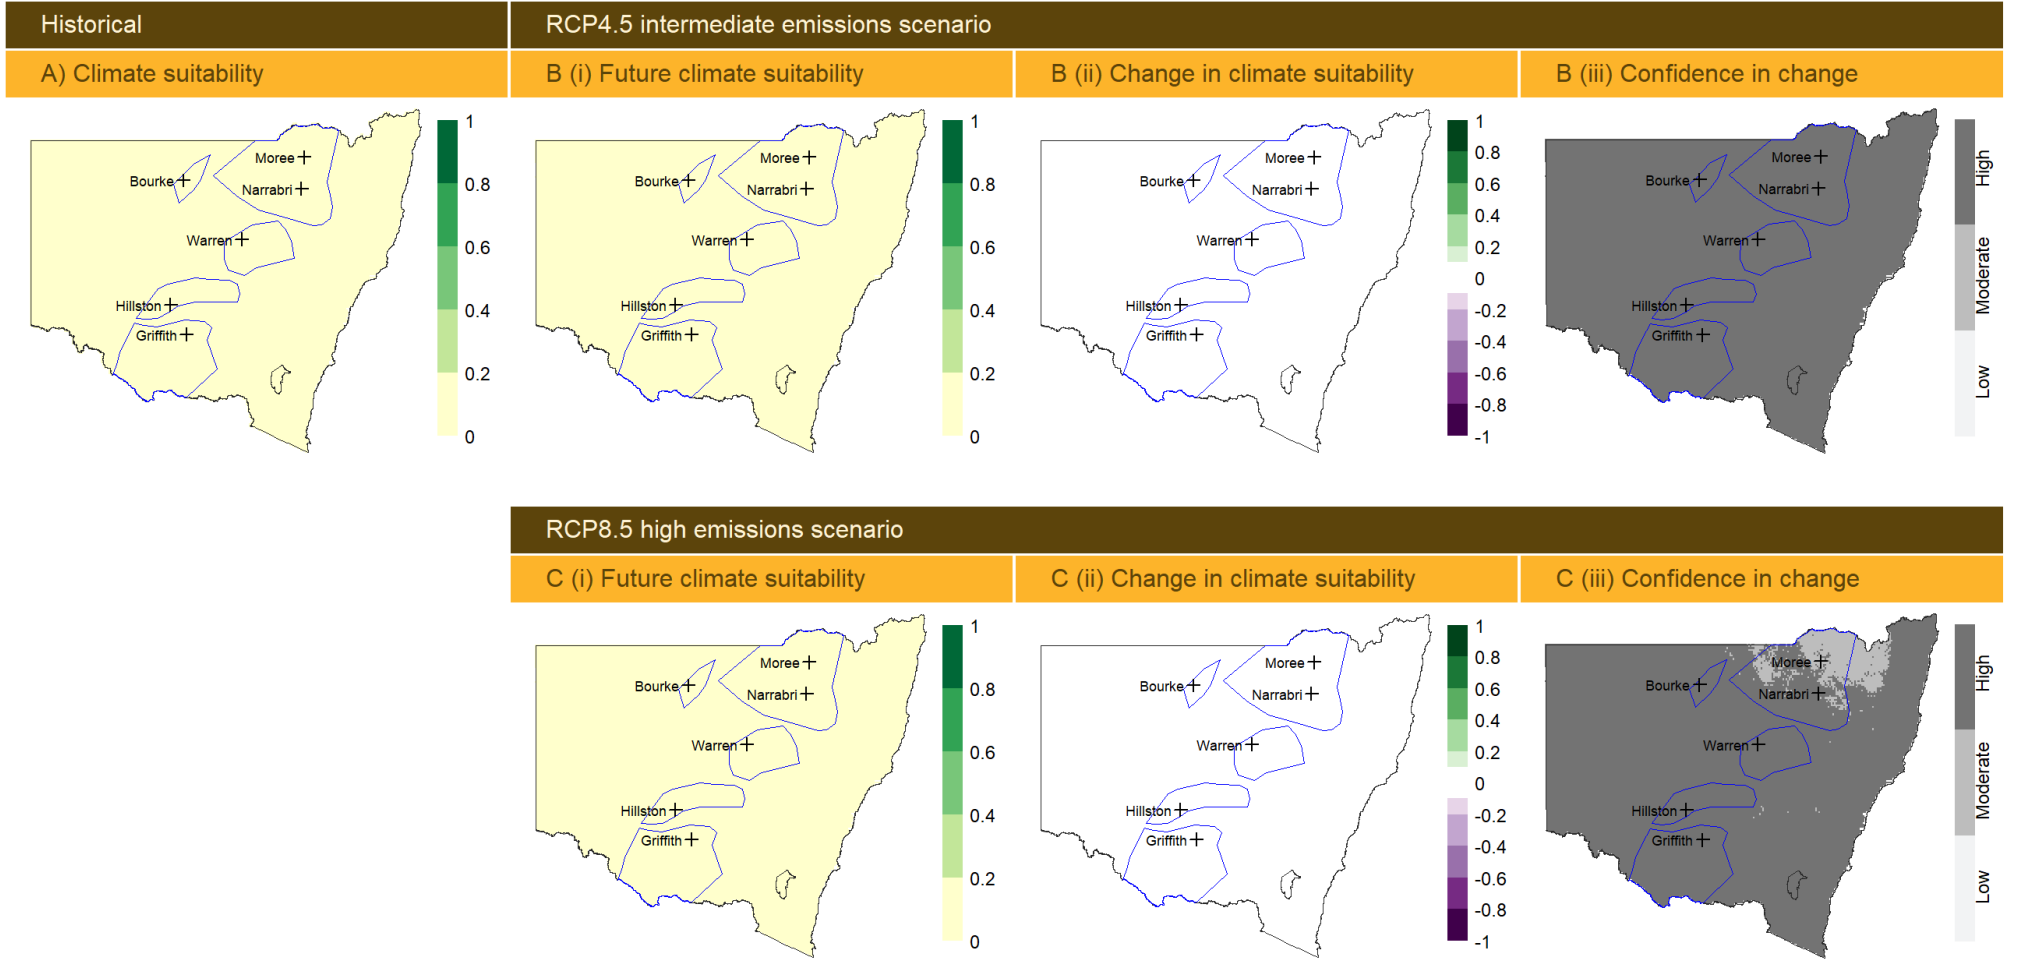 Historical
RCP4.5 intermediate emissions scenario
A) Climate suitability
B (i) Future climate suitability
B (ii) Change in climate suitability
B (iii) Confidence in change
Moree
Bourke
Narrabri
Warren
Hillston
Griffith
1
0.8
0.6
0.4
0.2
0
Moree
Bourke
Narrabri
Warren
Hillston
Griffith
1
0.8
0.6
0.4
0.2
0
Moree
Bourke
Narrabri
Warren
Hillston
Griffith
1
0.8
0.6
0.4
0.2
0
-0.2
-0.4
-0.6
-0.8
-1
Moree
Bourke
Narrabri
Warren
Hillston
Griffith
High
Moderate
Low
RCP8.5 high emissions scenario
C (i) Future climate suitability
C (ii) Change in climate suitability
C (iii) Confidence in change
Moree
Bourke
Narrabri
Warren
Hillston
Griffith
1
0.8
0.6
0.4
0.2
0
Moree
Bourke
Narrabri
Warren
Hillston
Griffith
1
0.8
0.6
0.4
0.2
0
-0.2
-0.4
-0.6
-0.8
-1
Moree
Bourke
Narrabri
Warren
Hillston
Griffith
High
Moderate
Low